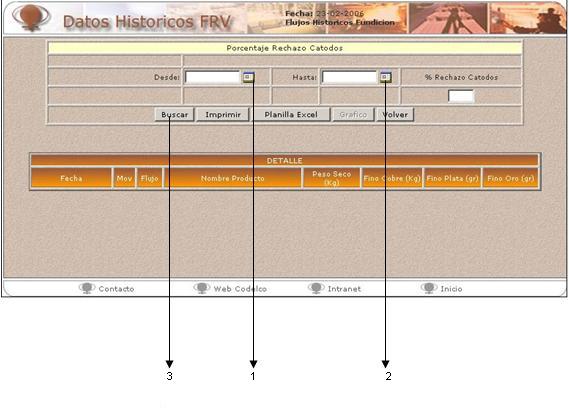 Datos Historicos FRV
Fecha: 23-02-2006
Flujos Historicos Fundicion
Porcentaje Rechazo Catodos
Desde: Hasta: % Rechazo Catodos
Buscar Imprimir Planilla Excel Grafico Volver
DETALLE
Fecha Mov Flujo Nombre Producto Peso Seco (Kg) Fino Cobre (Kg) Fino Plata (gr) Fino Oro (gr)
Contacto Web Codelco Intranet Inicio
3 1 2